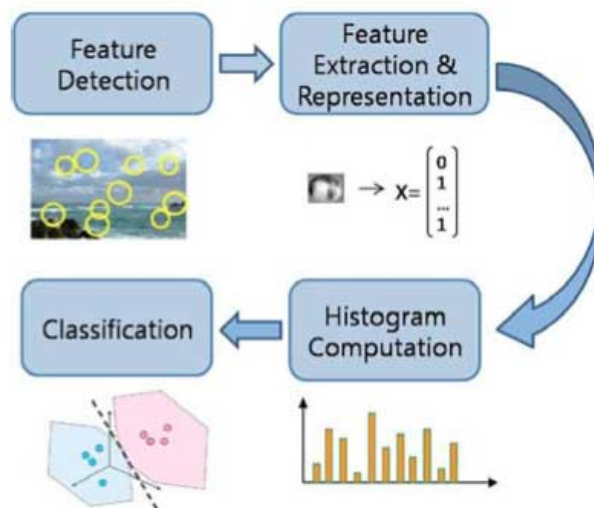 Feature
Detection
Feature
Extraction &
Representation
X=
0
1
...
1
Classification
Histogram
Computation